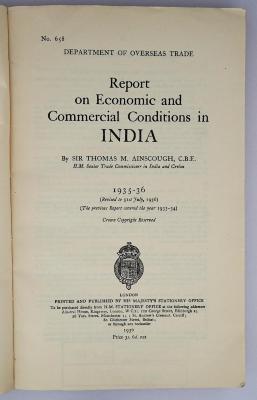 No. 658
DEPARTMENT OF OVERSEAS TRADE
Report
on Economic and
Commercial Conditions in
INDIA
By SIR THOMAS M. AINSCOUGH, C.B.E.
H.M. Senior Trade Commissioner in India and Ceylon
1935-36
(Revised to 31st July, 1936)
(The previous Report covered the year 1933-34)
Crown Copyright Reserved
LONDON
PRINTED AND PUBLISHED BY HIS MAJESTY'S STATIONERY OFFICE
To be purchased directly from H.M. STATIONERY OFFICE at the following addresses
Adastral House, Kingsway, London, W.C.2; 120 George Street, Edinburgh 2;
26 York Street, Manchester 1; 1 St. Andrew's Crescent, Cardiff;
80 Chichester Street, Belfast;
or through any bookseller
1936
Price 3s. 6d. net